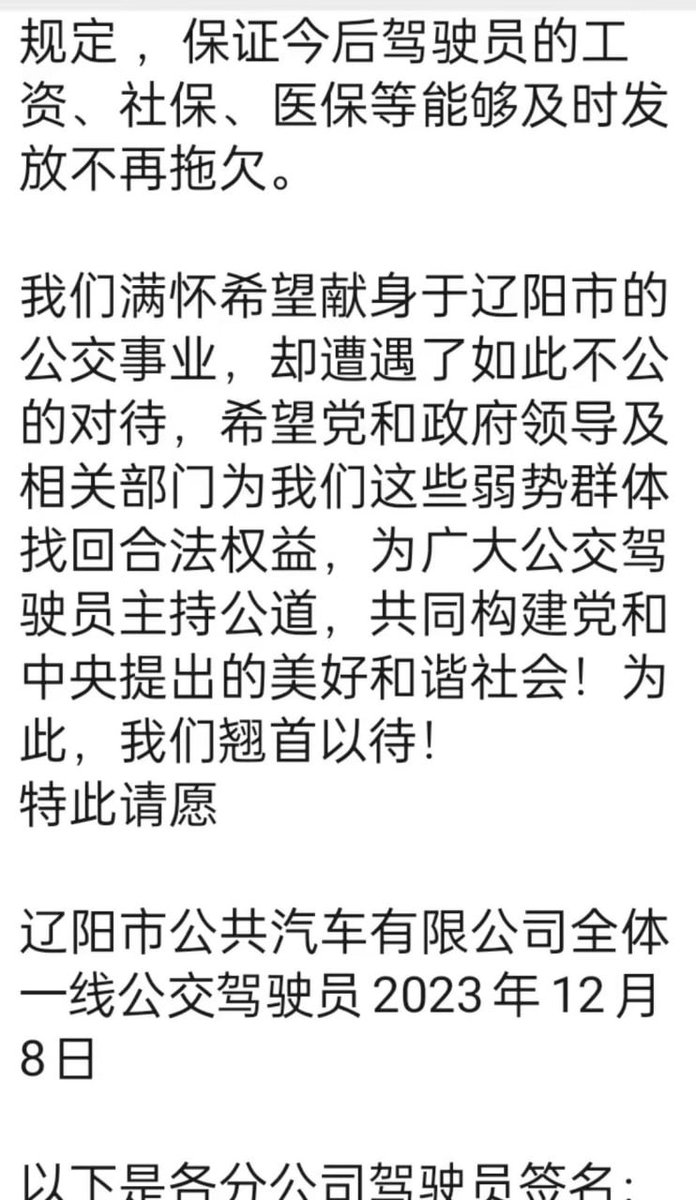 规定，保证今后驾驶员的工
资、社保、医保等能够及时发
放不再拖欠。
我们满怀希望献身于辽阳市的
公交事业，却遭遇了如此不公
的对待，希望党和政府领导及
相关部门为我们这些弱势群体
找回合法权益，为广大公交驾
驶员主持公道，共同构建党和
中央提出的美好和谐社会！为
此，我们翘首以待！
特此请愿
辽阳市公共汽车有限公司全体
一线公交驾驶员2023年12月
8日
以下是各分公司驾驶员签名：